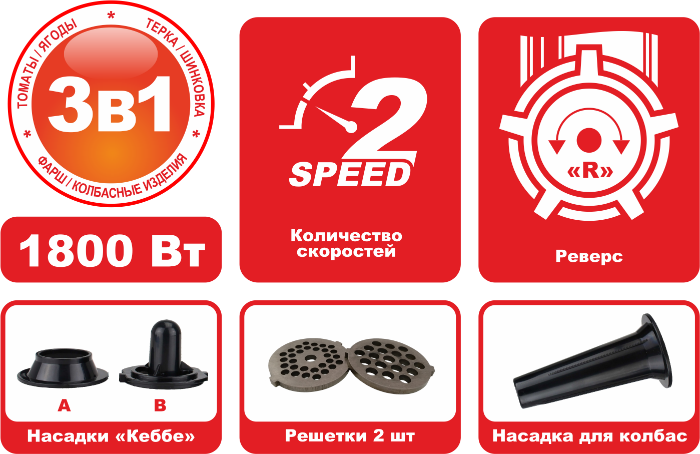 ТОМАТЫ / ЯГОДЫ * ТЕРКА / ШИНКОВКА *
3в1
ФАРШ / КОЛБАСНЫЕ ИЗДЕЛИЯ *
1800 Вт
2
SPEED
Количество
скоростей
«R»
Реверс
A
B
Насадки «Кеббе»
Решетки 2 шт
Насадка для колбас